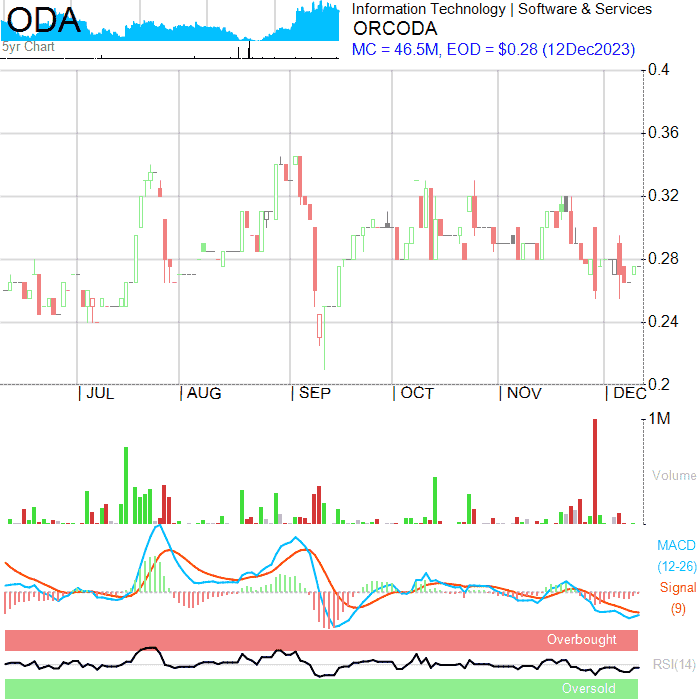 ODA
5yr Chart
Information Technology | Software & Services
ORCODA
MC = 46.5M, EOD = $0.28 (12Dec2023)
0.4
0.36
0.32
0.28
0.24
0.2
| JUL | AUG | SEP | OCT | NOV | DEC
1M
Volume
MACD
(12-26)
Signal
(9)
Overbought
RSI(14)
Oversold